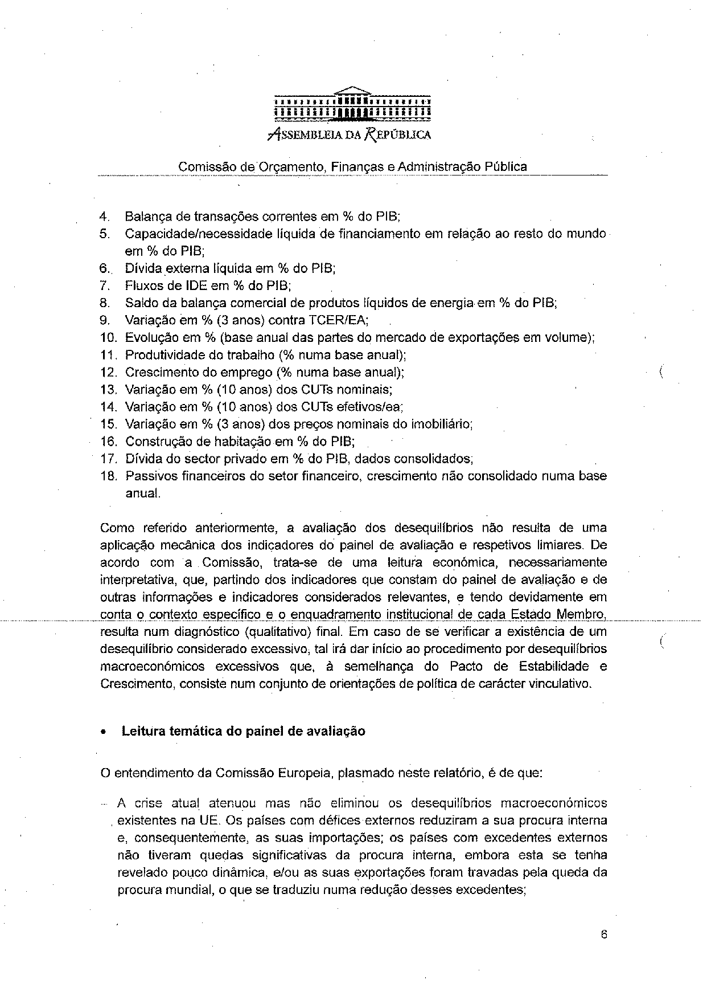 ASSEMBLEIA DA REPÚBLICA
Comissão de Orçamento, Finanças e Administração Pública
4. Balança de transações correntes em % do PIB;
5. Capacidade/necessidade líquida de financiamento em relação ao resto do mundo
em % do PIB;
6. Dívida externa líquida em % do PIB;
7. Fluxos de IDE em % do PIB;
8. Saldo da balança comercial de produtos líquidos de energia em % do PIB;
9. Variação em % (3 anos) contra TCER/EA;
10. Evolução em % (base anual das partes do mercado de exportações em volume);
11. Produtividade do trabalho (% numa base anual);
12. Crescimento do emprego (% numa base anual);
13. Variação em % (10 anos) dos CUTs nominais;
14. Variação em % (10 anos) dos CUTs efetivos/ea;
15. Variação em % (3 anos) dos preços nominais do imobiliário;
16. Construção de habitação em % do PIB;
17. Dívida do sector privado em % do PIB, dados consolidados;
18. Passivos financeiros do setor financeiro, crescimento não consolidado numa base
anual.
Como referido anteriormente, a avaliação dos desequilíbrios não resulta de uma
aplicação mecânica dos indicadores do painel de avaliação e respetivos limiares. De
acordo com a Comissão, trata-se de uma leitura económica, necessariamente
interpretativa, que, partindo dos indicadores que constam do painel de avaliação e de
outras informações e indicadores considerados relevantes, e tendo devidamente em
conta o contexto específico e o enquadramento institucional de cada Estado Membro,
resulta num diagnóstico (qualitativo) final. Em caso de se verificar a existência de um
desequilíbrio considerado excessivo, tal irá dar início ao procedimento por desequilíbrios
macroeconómicos excessivos que, à semelhança do Pacto de Estabilidade e
Crescimento, consiste num conjunto de orientações de política de carácter vinculativo.
• Leitura temática do painel de avaliação
O entendimento da Comissão Europeia, plasmado neste relatório, é de que:
- A crise atual atenuou mas não eliminou os desequilíbrios macroeconómicos
existentes na UE. Os países com défices externos reduziram a sua procura interna
e, consequentemente, as suas importações; os países com excedentes externos
não tiveram quedas significativas da procura interna, embora esta se tenha
revelado pouco dinâmica, e/ou as suas exportações foram travadas pela queda da
procura mundial, o que se traduziu numa redução desses excedentes;
6